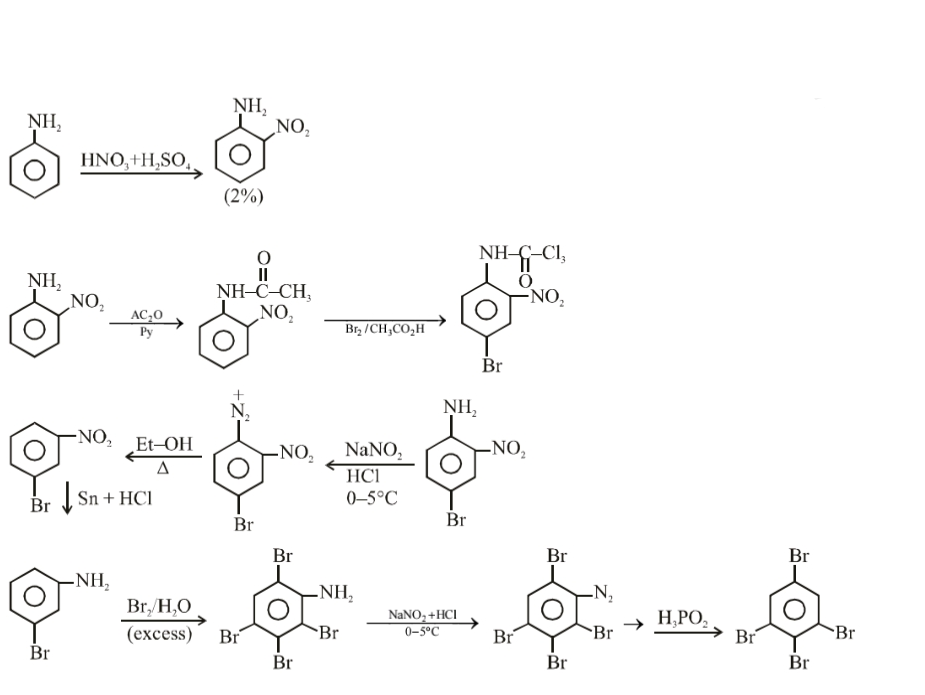 NH₂
NH₂
NO₂
HNO₃+H₂SO₄
(2%)
NH–C–Cl₃
O
O
NH₂
NO₂
NH–C–CH₃
NO₂
NO₂
AC₂O
Py
Br₂/CH₃CO₂H
Br
+
N₂
NH₂
NO₂
Et–OH
Δ
NO₂
NaNO₂
HCl
0–5°C
NO₂
Br
Sn + HCl
Br
Br
Br
Br
Br
NH₂
Br₂/H₂O
(excess)
NH₂
NaNO₂+HCl
0–5°C
N₂
H₃PO₂
Br
Br
Br
Br
Br
Br
Br
Br
Br
Br
Br